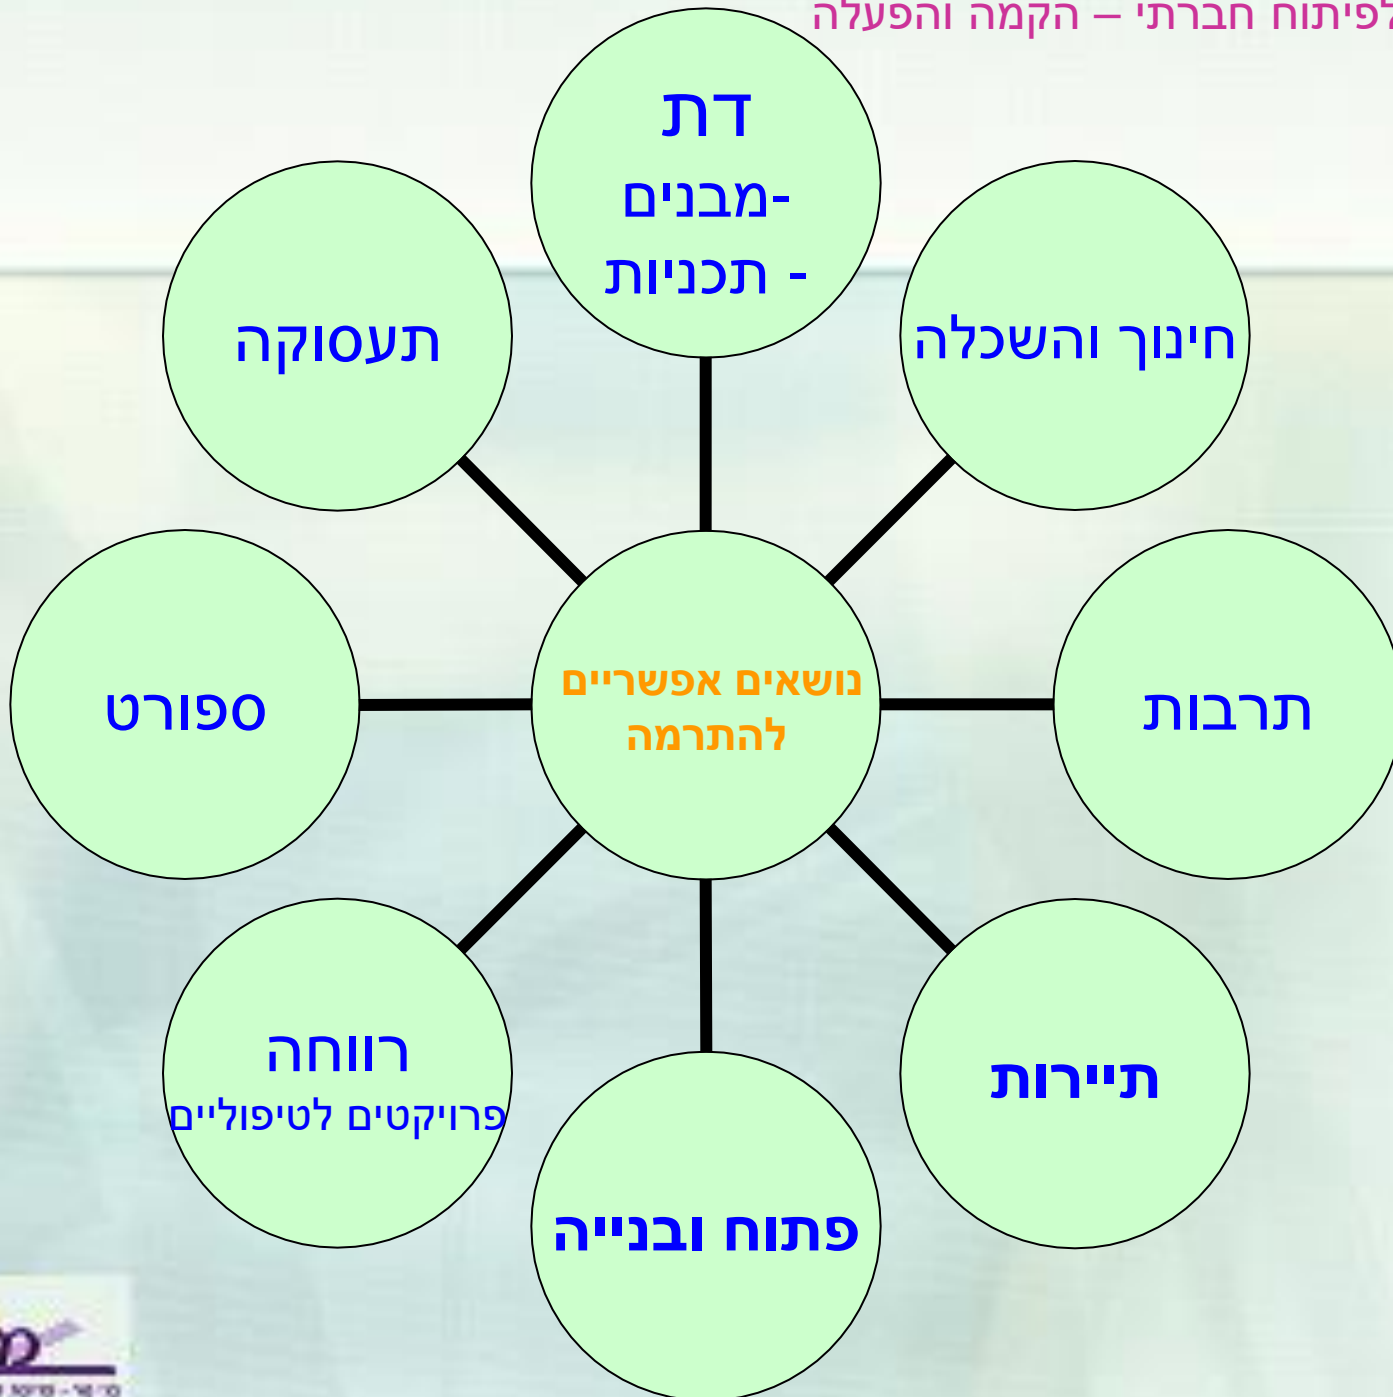 לפיתוח חברתי – הקמה והפעלה
דת
-מבנים
- תכניות
חינוך והשכלה
תעסוקה
תרבות
נושאים אפשריים
להתרמה
ספורט
תיירות
רווחה
פרויקטים לטיפוליים
פתוח ובנייה